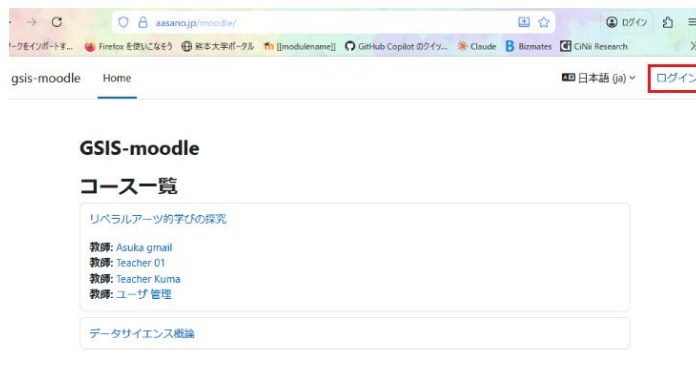 aasano.jp/moodle/
ログイン
ークをインポートす...
Firefox を使いこなそう
熊本大学ポータル
[[modulename]]
GitHub Copilot のクイッ...
Claude
Bizmates
CiNii Research
gsis-moodle
Home
日本語 (ja)
ログイン
GSIS-moodle
コース一覧
リベラルアーツ的学びの探究
教師: Asuka gmail
教師: Teacher 01
教師: Teacher Kuma
教師: ユーザ 管理
データサイエンス概論